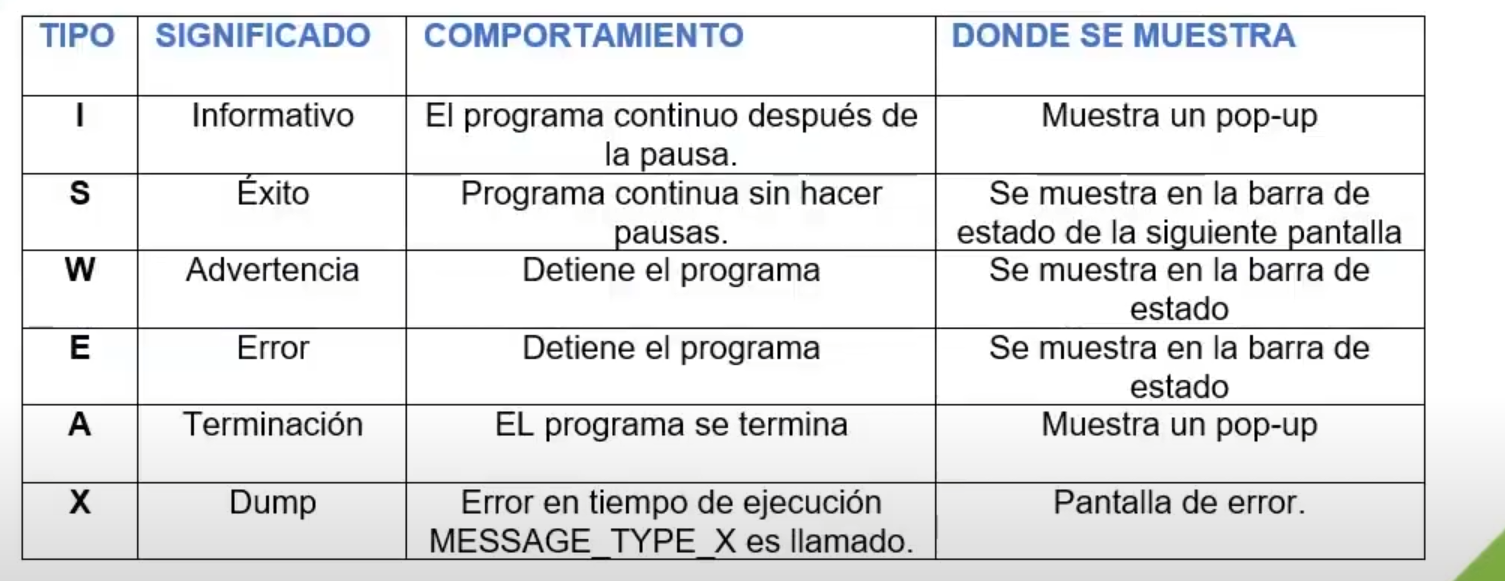 TIPO SIGNIFICADO COMPORTAMIENTO DONDE SE MUESTRA
I Informativo El programa continuo después de la pausa. Muestra un pop-up
S Éxito Programa continua sin hacer pausas. Se muestra en la barra de estado de la siguiente pantalla
W Advertencia Detiene el programa Se muestra en la barra de estado
E Error Detiene el programa Se muestra en la barra de estado
A Terminación EL programa se termina Muestra un pop-up
X Dump Error en tiempo de ejecución MESSAGE_TYPE_X es llamado. Pantalla de error.